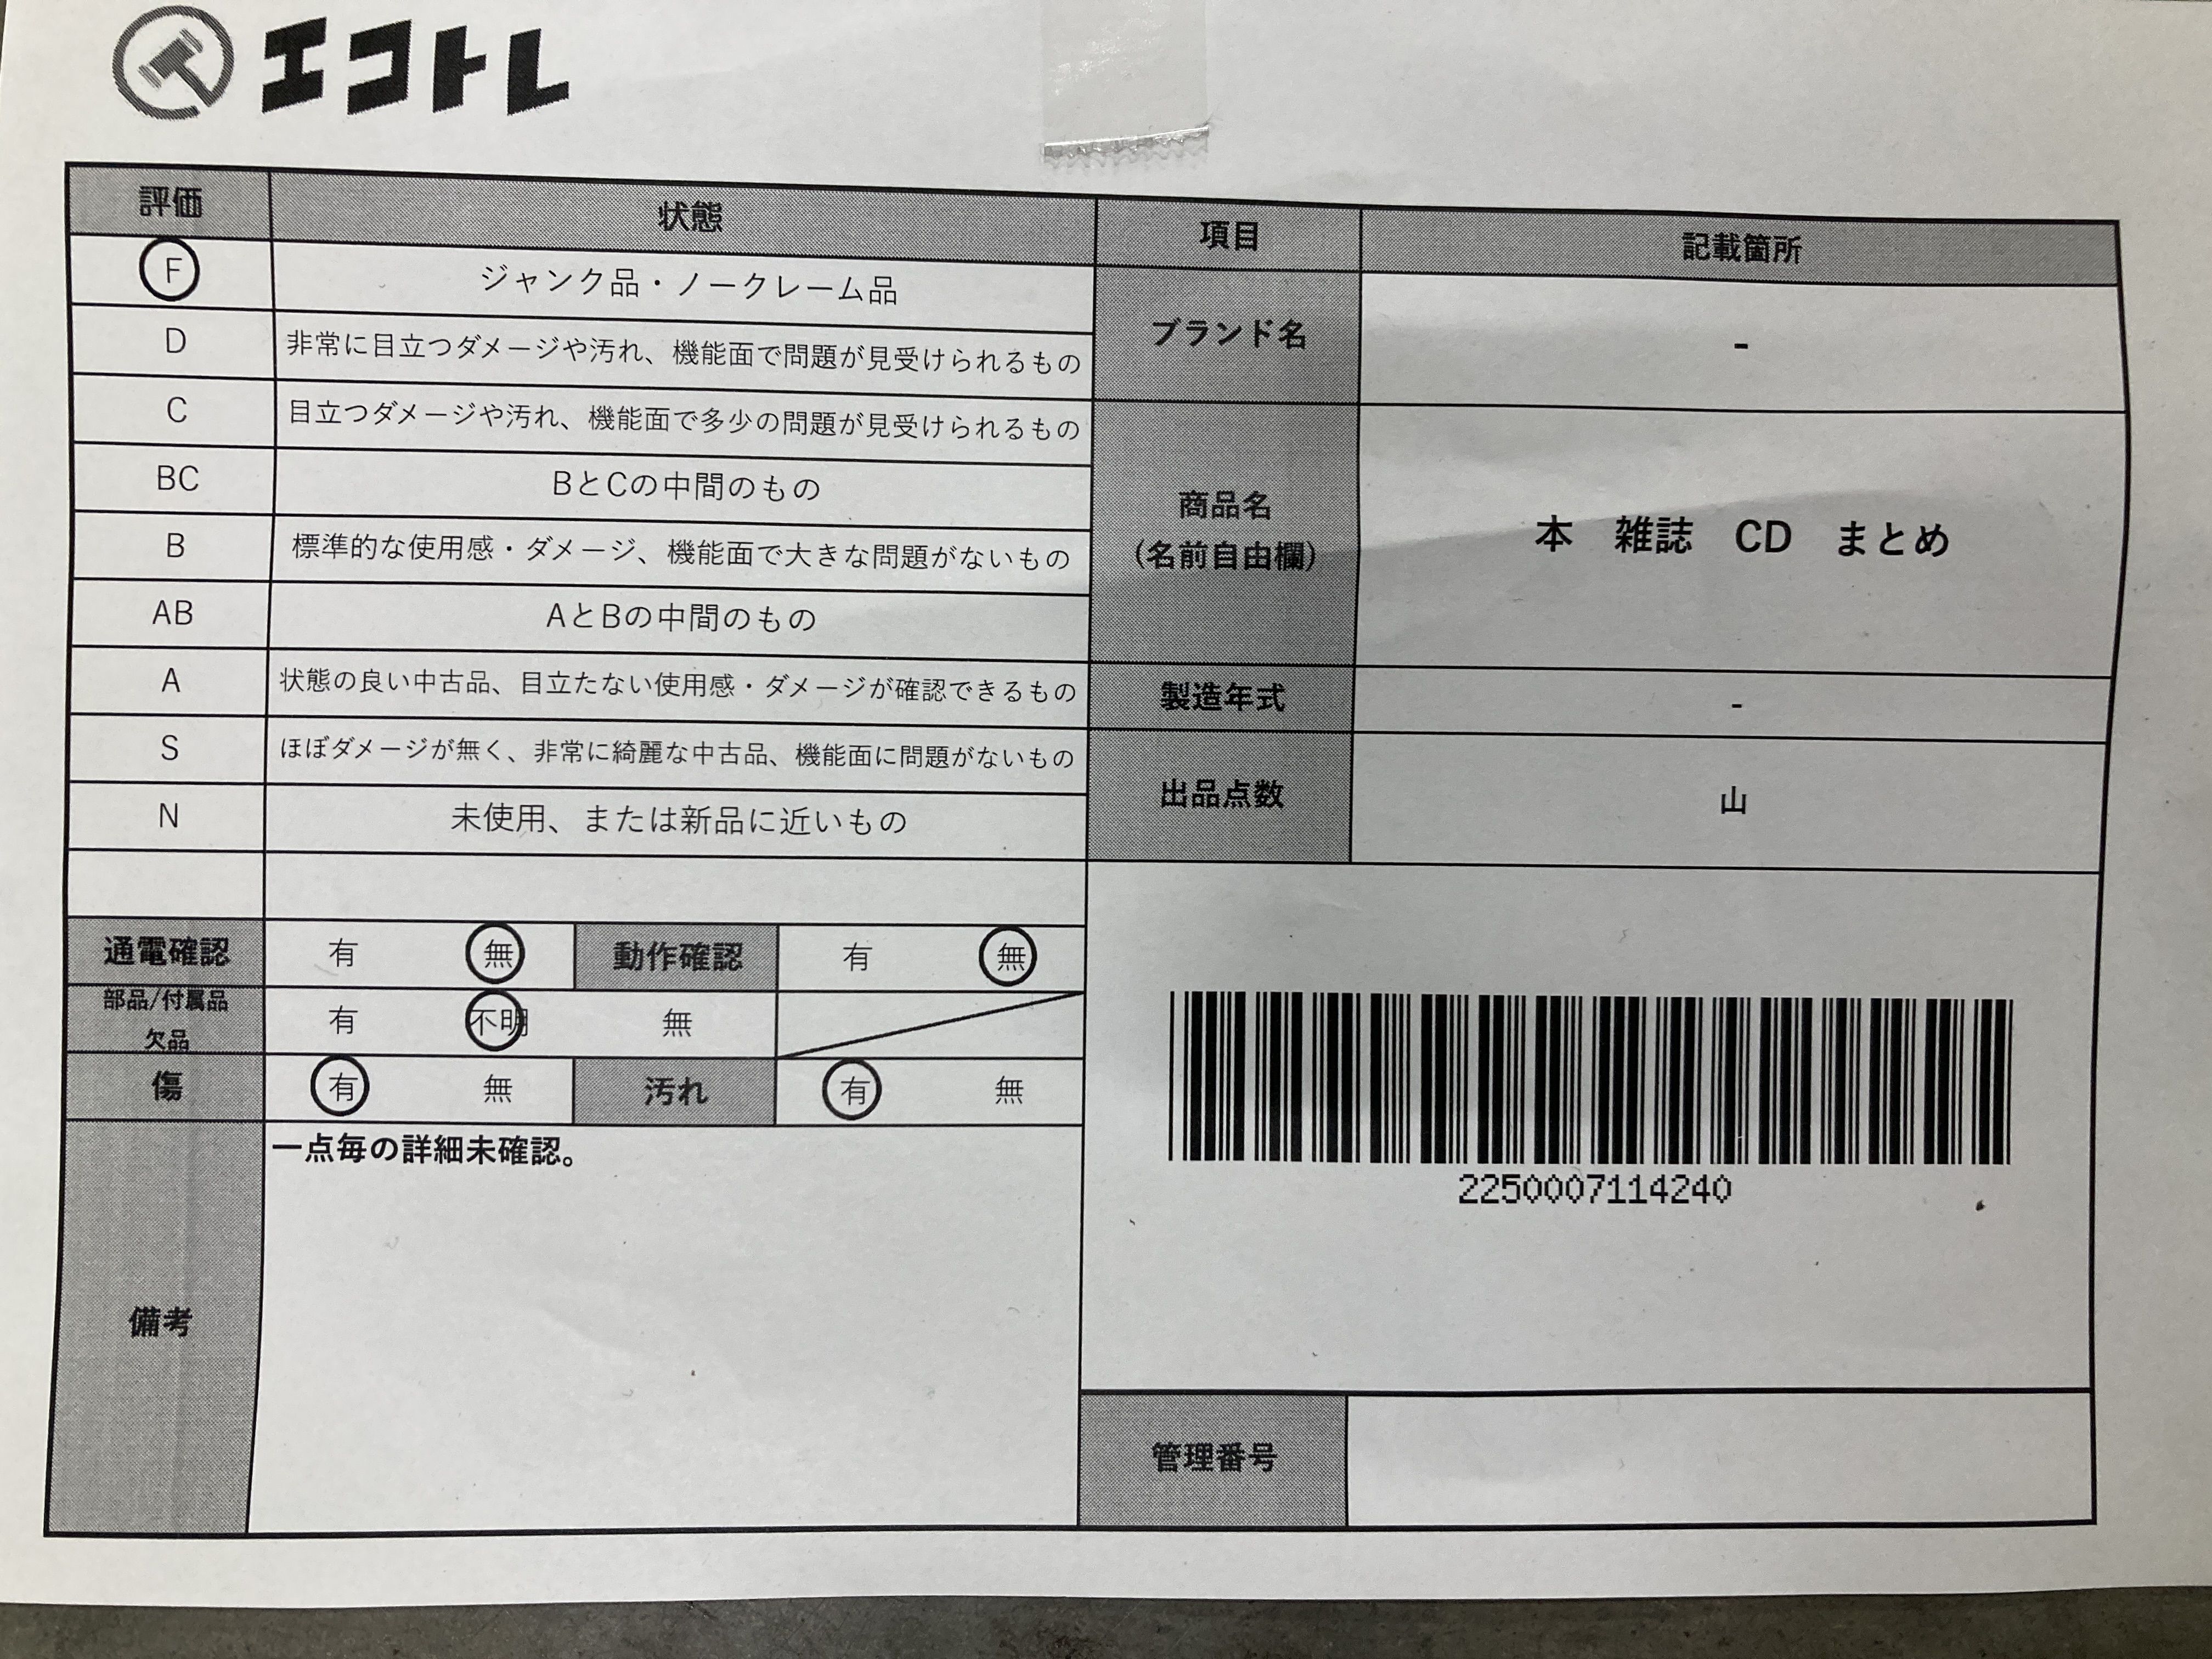 エコトレ
評価 状態 項目 記載箇所
F ジャンク品・ノークレーム品
D 非常に目立つダメージや汚れ、機能面で問題が見受けられるもの
C 目立つダメージや汚れ、機能面で多少の問題が見受けられるもの
BC BとCの中間のもの
B 標準的な使用感・ダメージ、機能面で大きな問題がないもの
AB AとBの中間のもの
A 状態の良い中古品、目立たない使用感・ダメージが確認できるもの
S ほぼダメージが無く、非常に綺麗な中古品、機能面に問題がないもの
N 未使用、または新品に近いもの
通電確認 有 無 動作確認 有 無
部品/付属品
欠品 有 不明 無
傷 有 無 汚れ 有 無
備考 一点毎の詳細未確認。
ブランド名 -
商品名
(名前自由欄) 本 雑誌 CD まとめ
製造年式 -
出品点数 山
2250007114240
管理番号